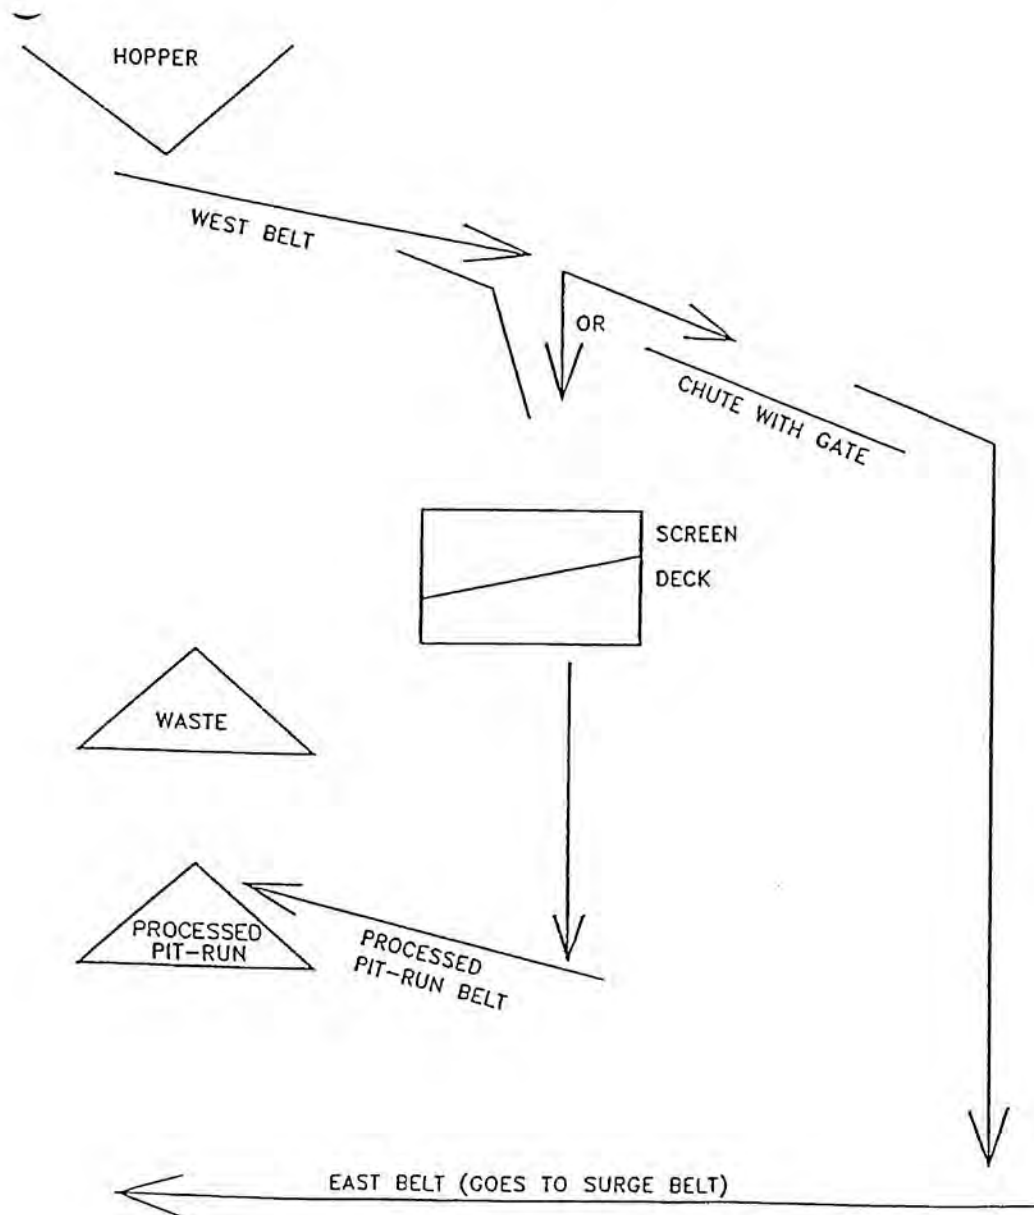 HOPPER
WEST BELT
OR
CHUTE WITH GATE
SCREEN
DECK
WASTE
PROCESSED
PIT-RUN
PROCESSED
PIT-RUN BELT
EAST BELT (GOES TO SURGE BELT)